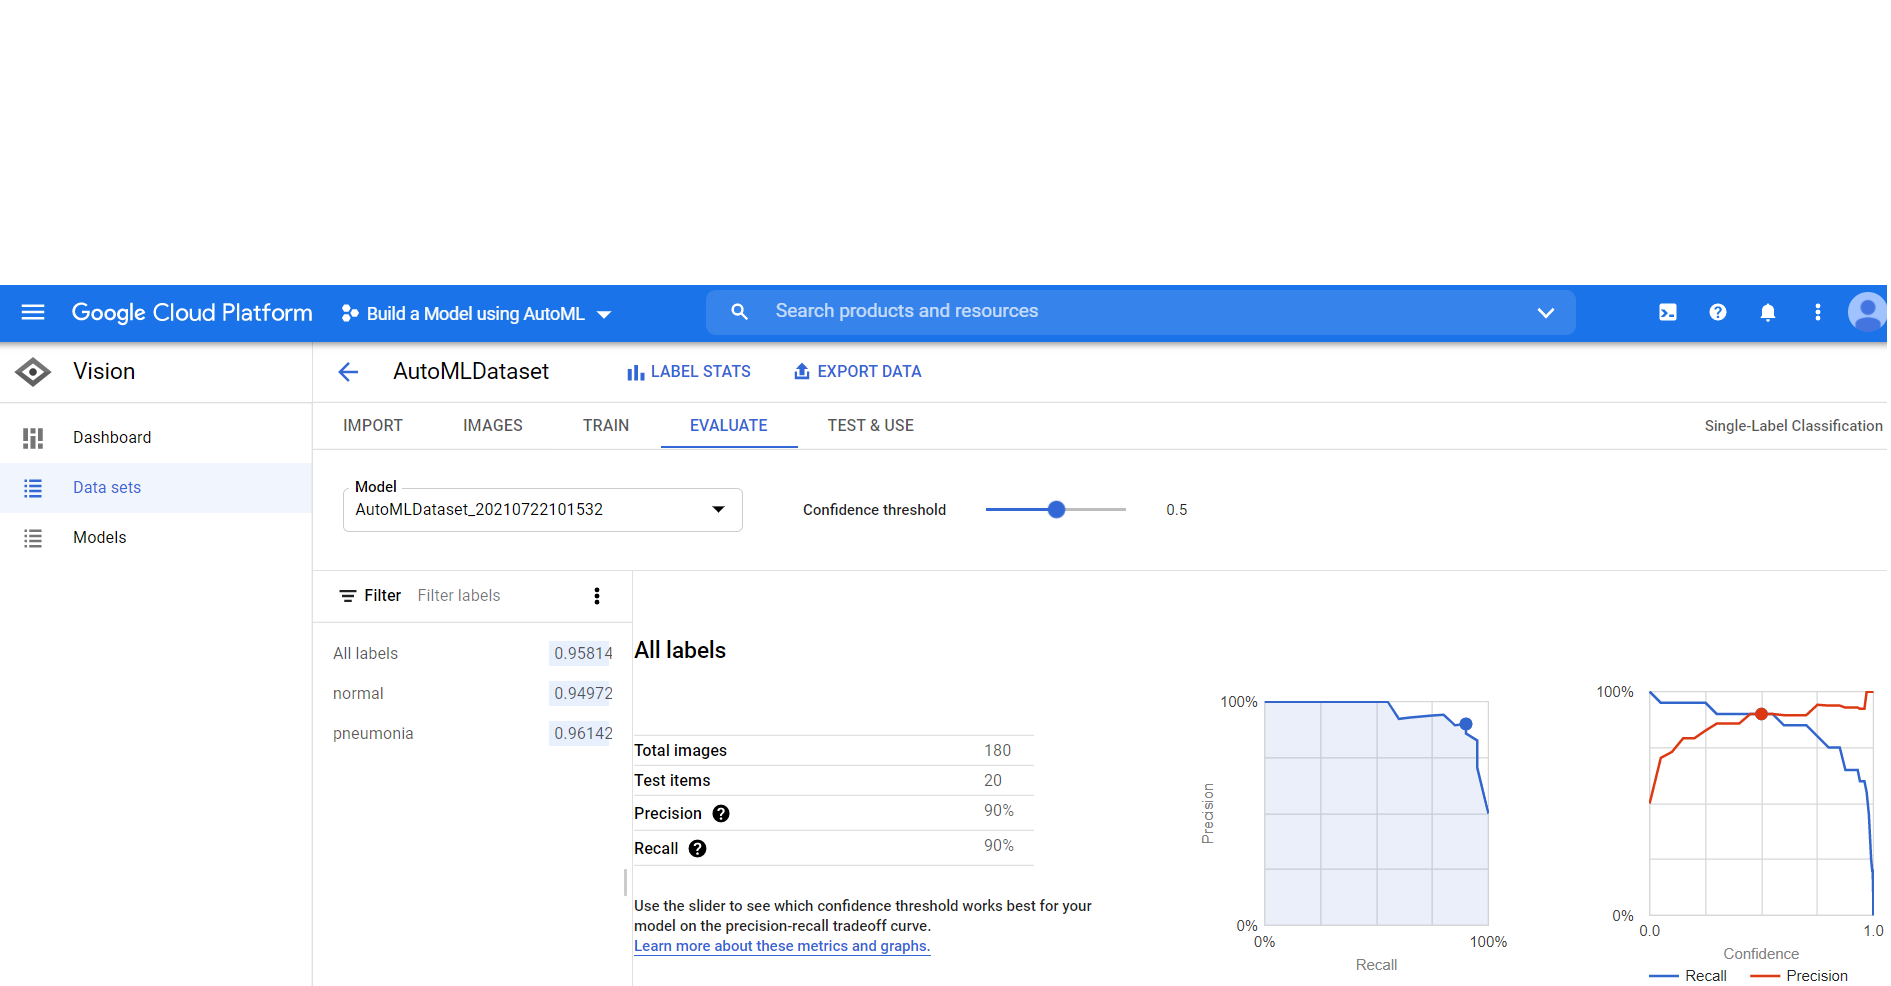 Google Cloud Platform
Build a Model using AutoML
Search products and resources
Vision
AutoMLDataset
LABEL STATS
EXPORT DATA
Dashboard
Data sets
Models
IMPORT
IMAGES
TRAIN
EVALUATE
TEST & USE
Single-Label Classification
Model
AutoMLDataset_20210722101532
Confidence threshold
0.5
Filter
Filter labels
All labels 0.95814
normal 0.94972
pneumonia 0.96142
All labels
Total images 180
Test items 20
Precision 90%
Recall 90%
Use the slider to see which confidence threshold works best for your
model on the precision-recall tradeoff curve.
Learn more about these metrics and graphs.
100%
Precision
0%
0% 100%
Recall
100%
0%
0.0 1.0
Confidence
Recall Precision